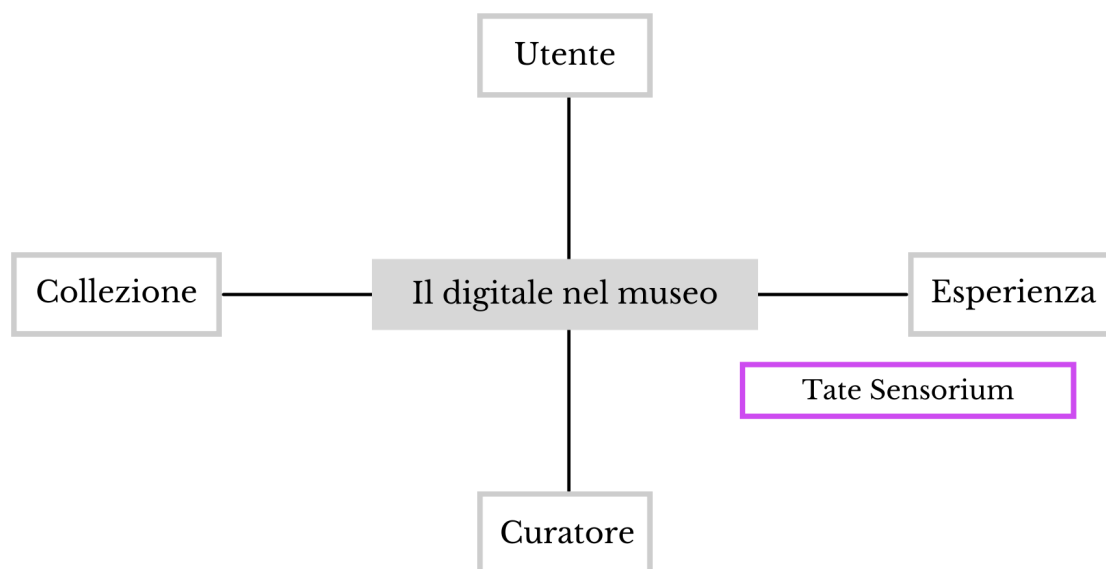 Utente
Collezione
Il digitale nel museo
Esperienza
Tate Sensorium
Curatore